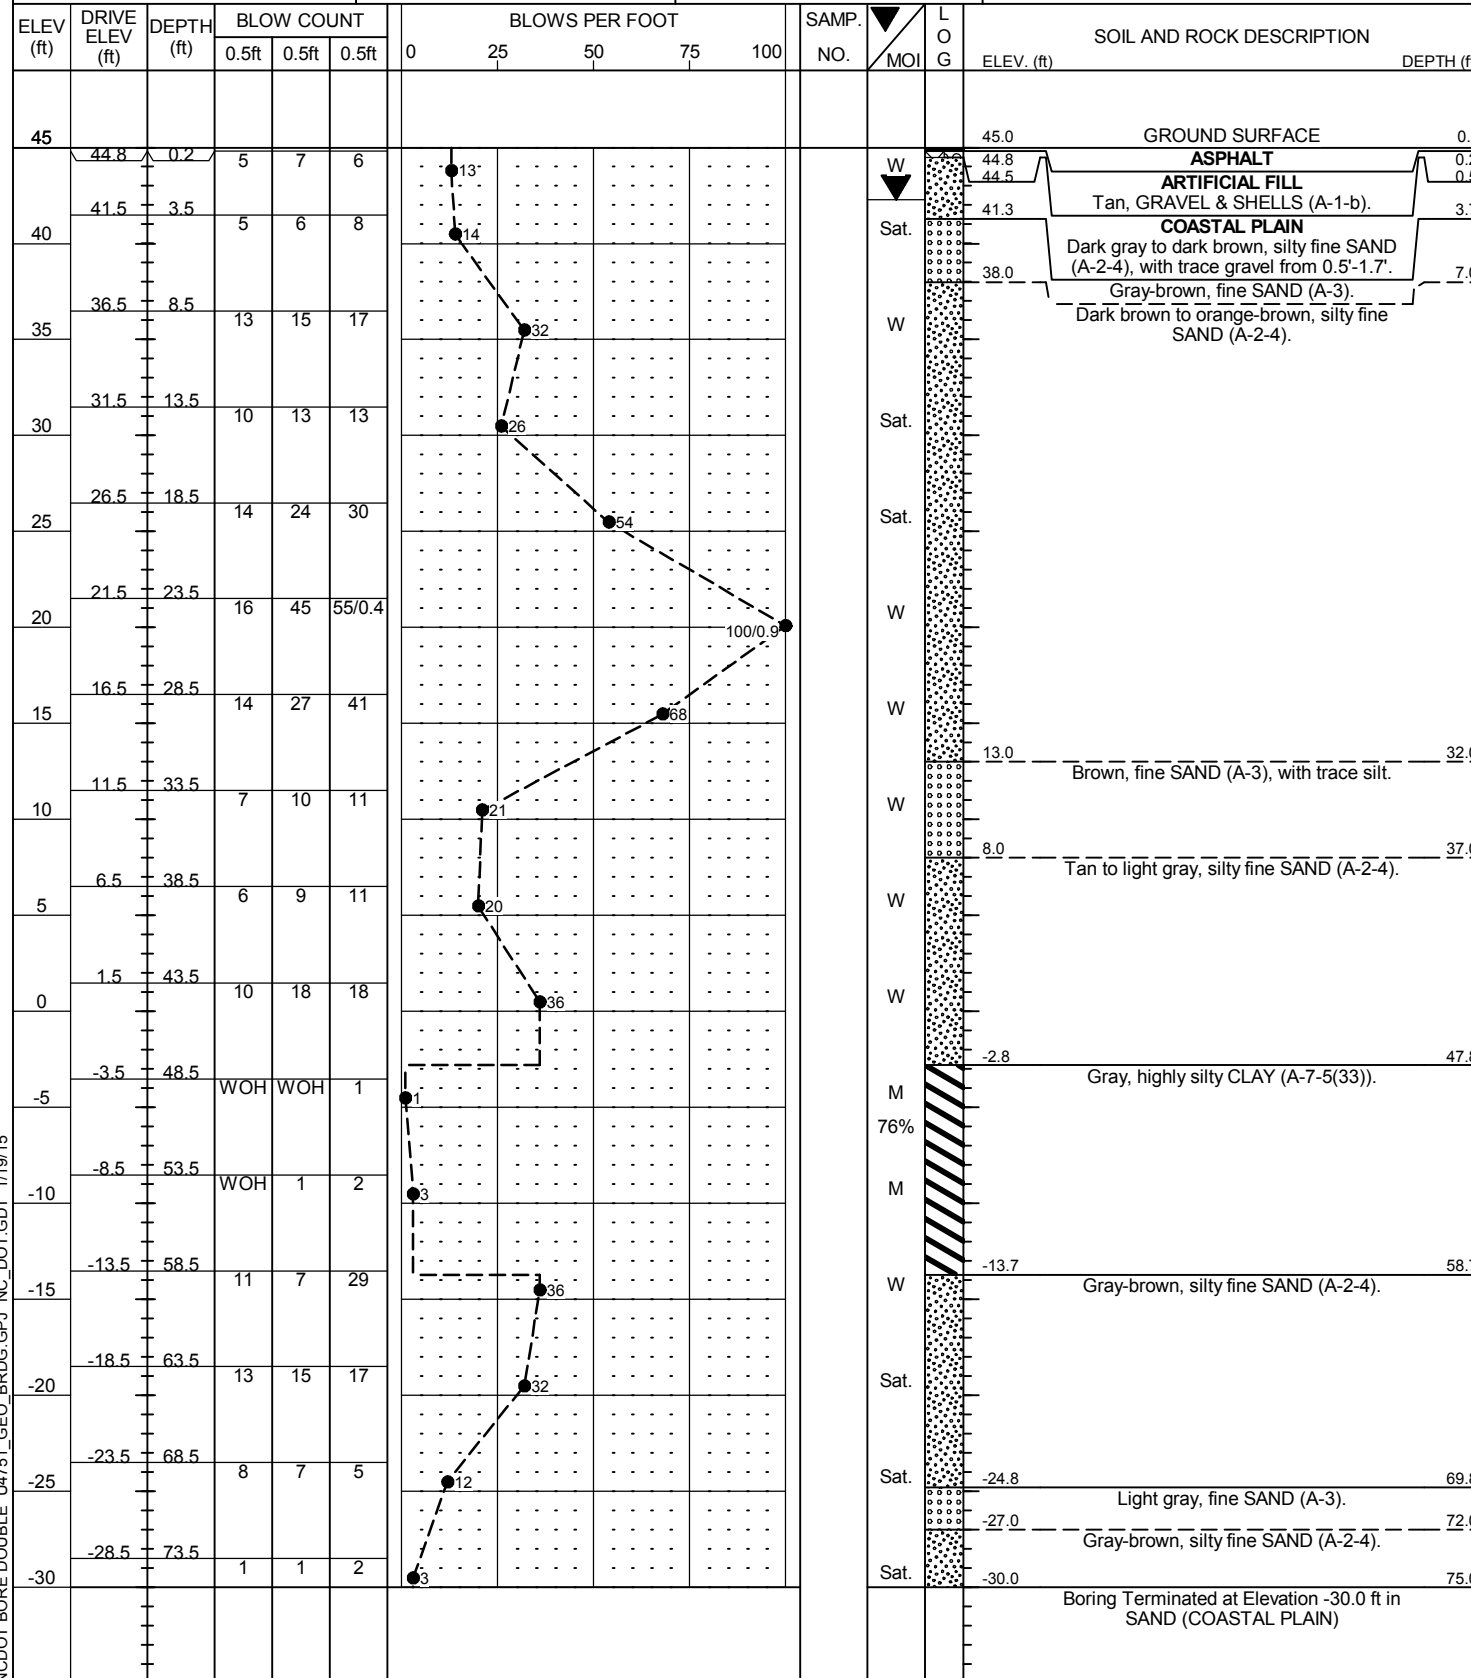 ELEV (ft) DRIVE ELEV (ft) DEPTH (ft) BLOW COUNT BLOWS PER FOOT SAMP. NO. MOI L O G SOIL AND ROCK DESCRIPTION
0.5ft 0.5ft 0.5ft 0 25 50 75 100 ELEV. (ft) DEPTH
45 45.0 GROUND SURFACE
44.8 0.2 5 7 6 13 W 44.8 ASPHALT
44.5 ARTIFICIAL FILL
Tan, GRAVEL & SHELLS (A-1-b).
41.5 3.5 5 6 8 14 Sat. 41.3 COASTAL PLAIN
40 Dark gray to dark brown, silty fine SAND
(A-2-4), with trace gravel from 0.5'-1.7'.
38.0
Gray-brown, fine SAND (A-3).
36.5 8.5 13 15 17 32 W Dark brown to orange-brown, silty fine
35 SAND (A-2-4).
31.5 13.5 10 13 13 26 Sat.
30
26.5 18.5 14 24 30 54 Sat.
25
21.5 23.5 16 45 55/0.4 W
20 100/0.9
16.5 28.5 14 27 41 68 W
15
13.0
Brown, fine SAND (A-3), with trace silt.
11.5 33.5 7 10 11 21 W
10
8.0
Tan to light gray, silty fine SAND (A-2-4).
6.5 38.5 6 9 11 20 W
5
1.5 43.5 10 18 18 36 W
0
-2.8
-3.5 48.5 WOH WOH 1 1 M Gray, highly silty CLAY (A-7-5(33)).
-5 76%
-8.5 53.5 WOH 1 2 3 M
-10
-13.5 58.5 11 7 29 36 W -13.7
Gray-brown, silty fine SAND (A-2-4).
-15
-18.5 63.5 13 15 17 32 Sat.
-20
-23.5 68.5 8 7 5 12 Sat. -24.8
-25 Light gray, fine SAND (A-3).
-27.0
Gray-brown, silty fine SAND (A-2-4).
-28.5 73.5 1 1 2 3 Sat.
-30 -30.0
Boring Terminated at Elevation -30.0 ft in
SAND (COASTAL PLAIN)
BORE DOUBLE